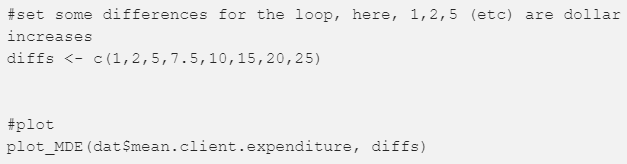 #set some differences for the loop, here, 1,2,5 (etc) are dollar
increases
diffs <- c(1,2,5,7.5,10,15,20,25)
#plot
plot_MDE(dat$mean.client.expenditure, diffs)